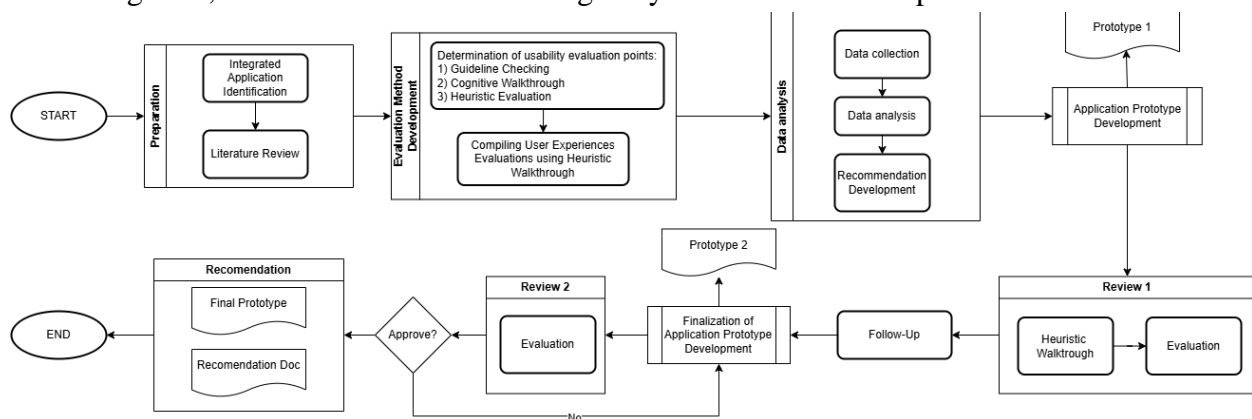 Prototype 1
START
Preparation
Integrated
Application
Identification
Literature Review
Evaluation Method
Development
Determination of usability evaluation points:
1) Guideline Checking
2) Cognitive Walkthrough
3) Heuristic Evaluation
Compiling User Experiences
Evaluations using Heuristic
Walkthrough
Data analysis
Data collection
Data analysis
Recommendation
Development
Application Prototype
Development
Review 1
Heuristic
Walktrough
Evaluation
Follow-Up
Prototype 2
Finalization of
Application Prototype
Development
Review 2
Evaluation
Approve?
No
Recomendation
Final Prototype
Recomendation Doc
END